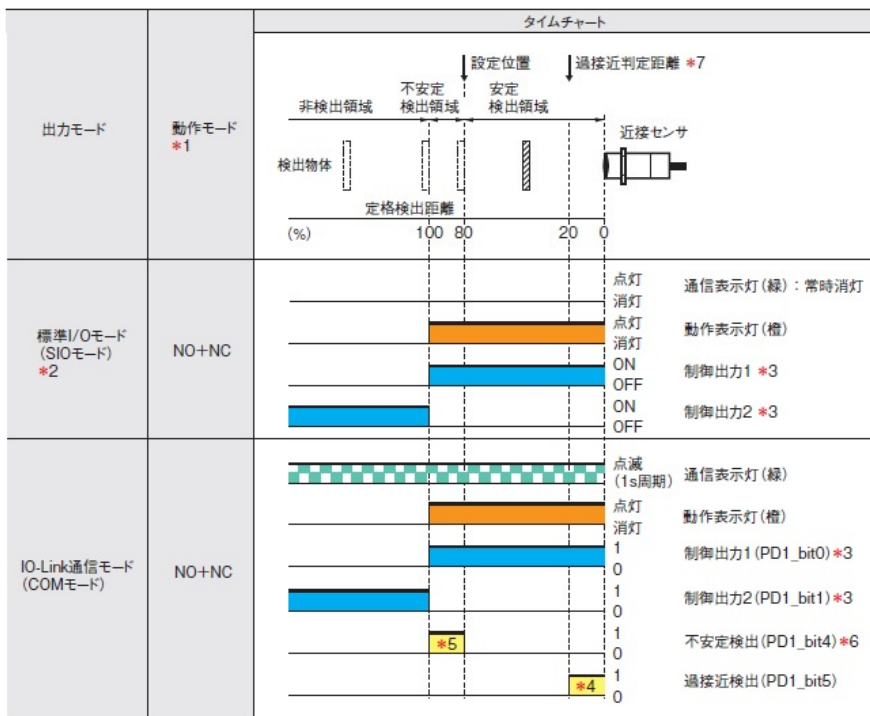 出力モード
動作モード
*1
タイムチャート
設定位置
過接近判定距離 *7
非検出領域
不安定
検出領域
安定
検出領域
近接センサ
検出物体
定格検出距離
(%)
100 80
20
0
標準I/Oモード
(SIOモード)
*2
NO+NC
点灯
消灯
通信表示灯(緑)：常時消灯
点灯
消灯
動作表示灯(橙)
ON
OFF
制御出力1 *3
ON
OFF
制御出力2 *3
IO-Link通信モード
(COMモード)
NO+NC
点滅
(1s周期)
通信表示灯(緑)
点灯
消灯
動作表示灯(橙)
1
0
制御出力1(PD1_bit0)*3
1
0
制御出力2(PD1_bit1)*3
*5
1
0
不安定検出(PD1_bit4)*6
*4
1
0
過接近検出(PD1_bit5)